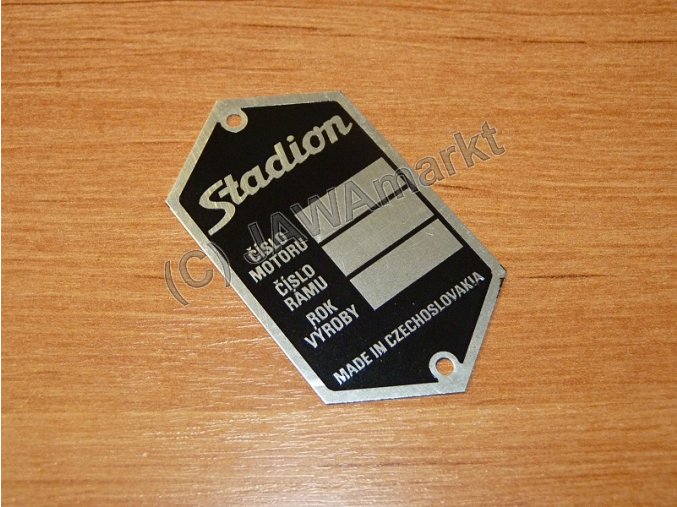 Stadion
ČÍSLO
MOTORU
ČÍSLO
RÁMU
ROK
VÝROBY
MADE IN CZECHOSLOVAKIA
(C) JAWAmarkt